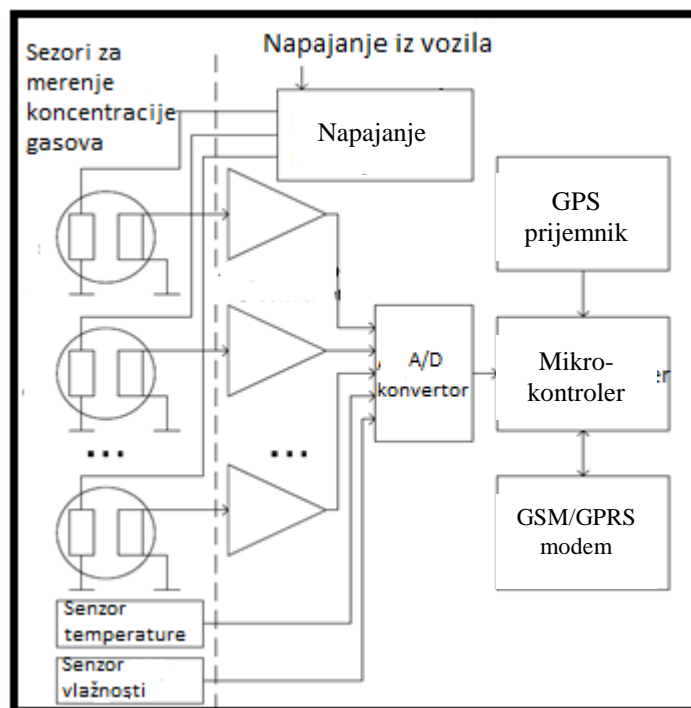 Sezori za
merenje
koncentracije
gasova
Napajanje iz vozila
Napajanje
GPS
prijemnik
A/D
konvertor
Mikro-
kontroler
er
...
...
GSM/GPRS
modem
Senzor
temperature
Senzor
vlažnosti